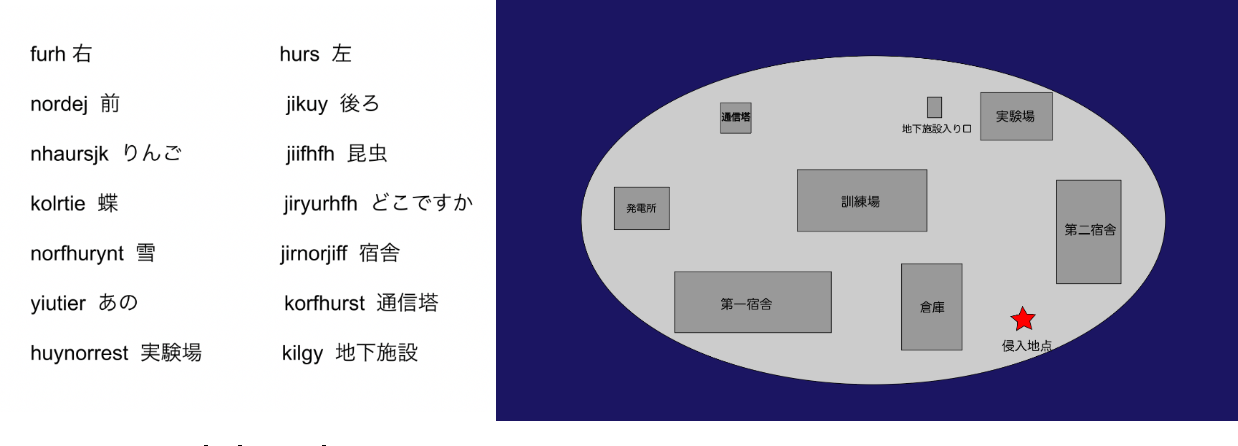 furh 右
hurs 左
nordej 前
jikuy 後ろ
nhaursjk りんご
jiifhfh 昆虫
kolrtie 蝶
jiryurhfh どこですか
norfhurynt 雪
jirnorjiff 宿舎
yiutier あの
korfhurst 通信塔
huynorrest 実験場
kilgy 地下施設
通信塔
地下施設入り口
実験場
発電所
訓練場
第二宿舎
第一宿舎
倉庫
侵入地点